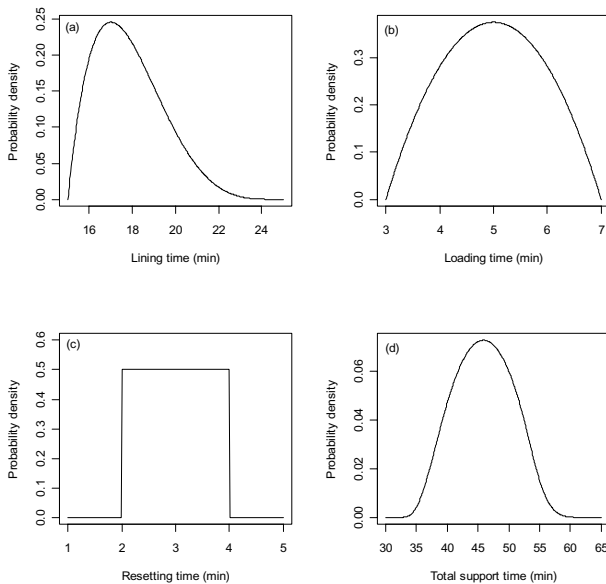 (a)
Probability density
0.00 0.05 0.10 0.15 0.20 0.25
16 18 20 22 24
Lining time (min)
(b)
Probability density
0.0 0.1 0.2 0.3
3 4 5 6 7
Loading time (min)
(c)
Probability density
0.0 0.1 0.2 0.3 0.4 0.5 0.6
1 2 3 4 5
Resetting time (min)
(d)
Probability density
0.00 0.02 0.04 0.06
30 35 40 45 50 55 60 65
Total support time (min)